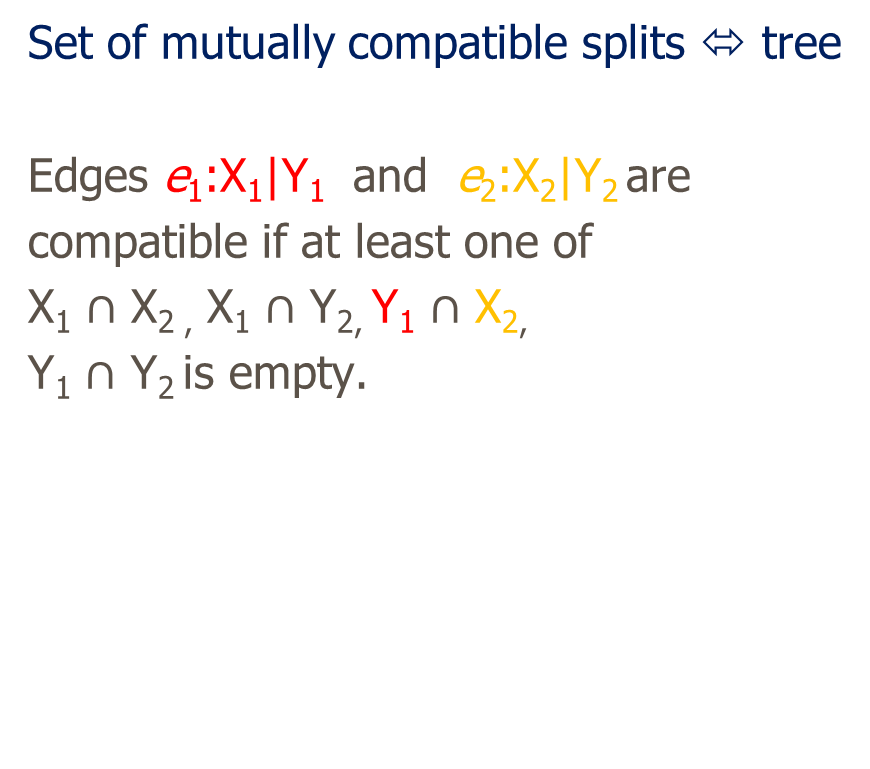 Set of mutually compatible splits ⬄ tree
Edges e₁:X₁|Y₁ and e₂:X₂|Y₂ are
compatible if at least one of
X₁ ∩ X₂ , X₁ ∩ Y₂, Y₁ ∩ X₂,
Y₁ ∩ Y₂ is empty.